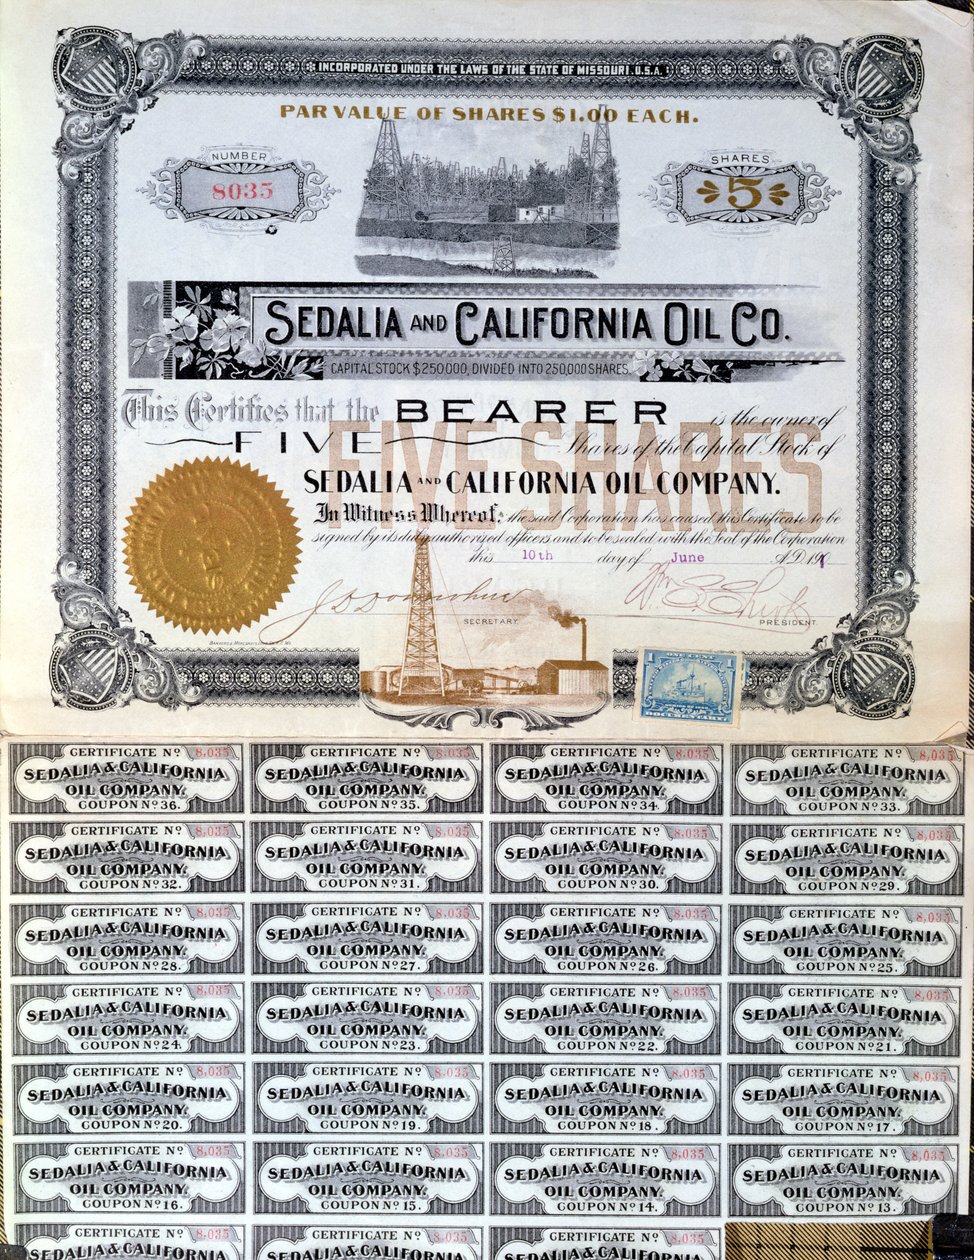 INCORPORATED UNDER THE LAWS OF THE STATE OF MISSOURI. U.S.A.
PAR VALUE OF SHARES $1.00 EACH.
NUMBER
8035
SHARES
5
SEDALIA AND CALIFORNIA OIL CO.
CAPITAL STOCK $250000, DIVIDED INTO 250,000 SHARES.
This Certifies that the BEARER is the owner of
FIVE Shares of the Capital Stock of
FIVE SHARES
SEDALIA AND CALIFORNIA OIL COMPANY.
In Witness Whereof, the said Corporation has caused this Certificate to be
signed by its duly authorized officers and to be sealed with the Seal of the Corporation
this 10th day of June A.D. 191
SECRETARY.
PRESIDENT.
ONE CENT
1 1
DOCUMENTARY
CERTIFICATE Nº 8,035 CERTIFICATE Nº 8,035 CERTIFICATE Nº 8,035 CERTIFICATE Nº 8,035
SEDALIA & CALIFORNIA SEDALIA & CALIFORNIA SEDALIA & CALIFORNIA SEDALIA & CALIFORNIA
OIL COMPANY. OIL COMPANY. OIL COMPANY. OIL COMPANY.
COUPON Nº 36. COUPON Nº 35. COUPON Nº 34. COUPON Nº 33.
CERTIFICATE Nº 8,035 CERTIFICATE Nº 8,035 CERTIFICATE Nº 8,035 CERTIFICATE Nº 8,035
SEDALIA & CALIFORNIA SEDALIA & CALIFORNIA SEDALIA & CALIFORNIA SEDALIA & CALIFORNIA
OIL COMPANY. OIL COMPANY. OIL COMPANY. OIL COMPANY.
COUPON Nº 32. COUPON Nº 31. COUPON Nº 30. COUPON Nº 29.
CERTIFICATE Nº 8,035 CERTIFICATE Nº 8,035 CERTIFICATE Nº 8,035 CERTIFICATE Nº 8,035
SEDALIA & CALIFORNIA SEDALIA & CALIFORNIA SEDALIA & CALIFORNIA SEDALIA & CALIFORNIA
OIL COMPANY. OIL COMPANY. OIL COMPANY. OIL COMPANY.
COUPON Nº 28. COUPON Nº 27. COUPON Nº 26. COUPON Nº 25.
CERTIFICATE Nº 8,035 CERTIFICATE Nº 8,035 CERTIFICATE Nº 8,035 CERTIFICATE Nº 8,035
SEDALIA & CALIFORNIA SEDALIA & CALIFORNIA SEDALIA & CALIFORNIA SEDALIA & CALIFORNIA
OIL COMPANY. OIL COMPANY. OIL COMPANY. OIL COMPANY.
COUPON Nº 24. COUPON Nº 23. COUPON Nº 22. COUPON Nº 21.
CERTIFICATE Nº 8,035 CERTIFICATE Nº 8,035 CERTIFICATE Nº 8,035 CERTIFICATE Nº 8,035
SEDALIA & CALIFORNIA SEDALIA & CALIFORNIA SEDALIA & CALIFORNIA SEDALIA & CALIFORNIA
OIL COMPANY. OIL COMPANY. OIL COMPANY. OIL COMPANY.
COUPON Nº 20. COUPON Nº 19. COUPON Nº 18. COUPON Nº 17.
CERTIFICATE Nº 8,035 CERTIFICATE Nº 8,035 CERTIFICATE Nº 8,035 CERTIFICATE Nº 8,035
SEDALIA & CALIFORNIA SEDALIA & CALIFORNIA SEDALIA & CALIFORNIA SEDALIA & CALIFORNIA
OIL COMPANY. OIL COMPANY. OIL COMPANY. OIL COMPANY.
COUPON Nº 16. COUPON Nº 15. COUPON Nº 14. COUPON Nº 13.
CERTIFICATE Nº 8,035 CERTIFICATE Nº 8,035 CERTIFICATE Nº 8,035
SEDALIA & CALIFORNIA SEDALIA & CALIFORNIA SEDALIA & CALIFORNIA